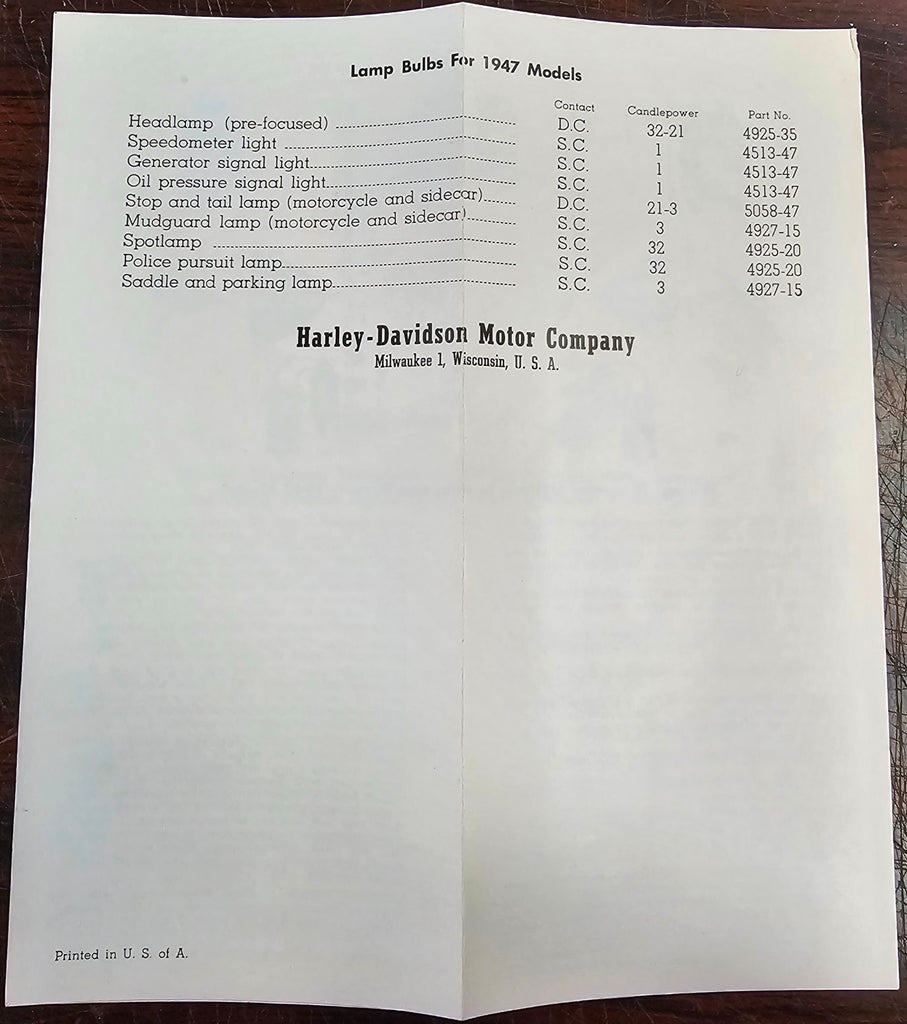 Lamp Bulbs For 1947 Models
Contact Candlepower Part No.
Headlamp (pre-focused) D.C. 32-21 4925-35
Speedometer light S.C. 1 4513-47
Generator signal light S.C. 1 4513-47
Oil pressure signal light S.C. 1 4513-47
Stop and tail lamp (motorcycle and sidecar) D.C. 21-3 5058-47
Mudguard lamp (motorcycle and sidecar) S.C. 3 4927-15
Spotlamp S.C. 32 4925-20
Police pursuit lamp S.C. 32 4925-20
Saddle and parking lamp S.C. 3 4927-15
Harley-Davidson Motor Company
Milwaukee 1, Wisconsin, U. S. A.
Printed in U. S. of A.